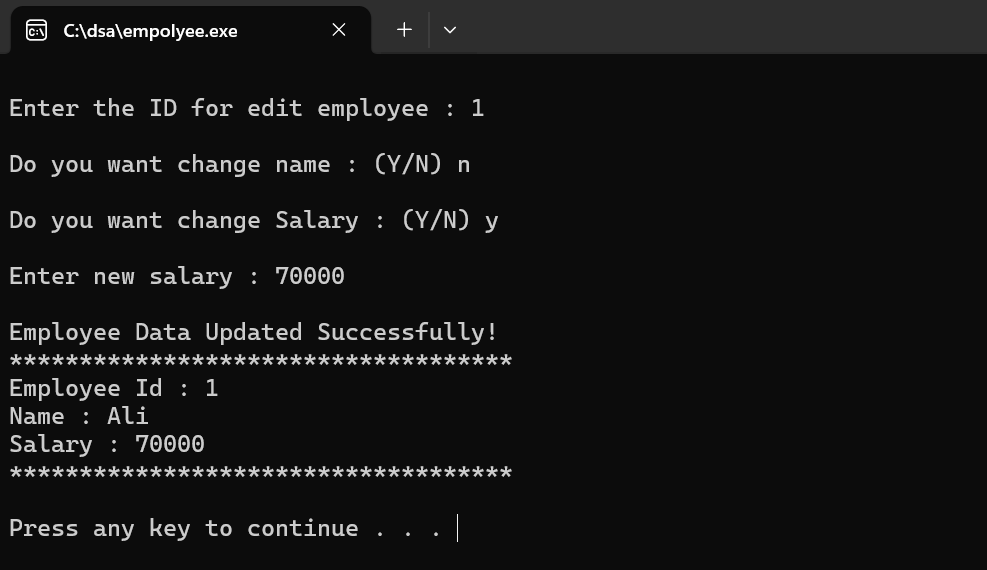 C:\dsa\empolyee.exe
Enter the ID for edit employee : 1
Do you want change name : (Y/N) n
Do you want change Salary : (Y/N) y
Enter new salary : 70000
Employee Data Updated Successfully!
************************************
Employee Id : 1
Name : Ali
Salary : 70000
************************************
Press any key to continue . . .